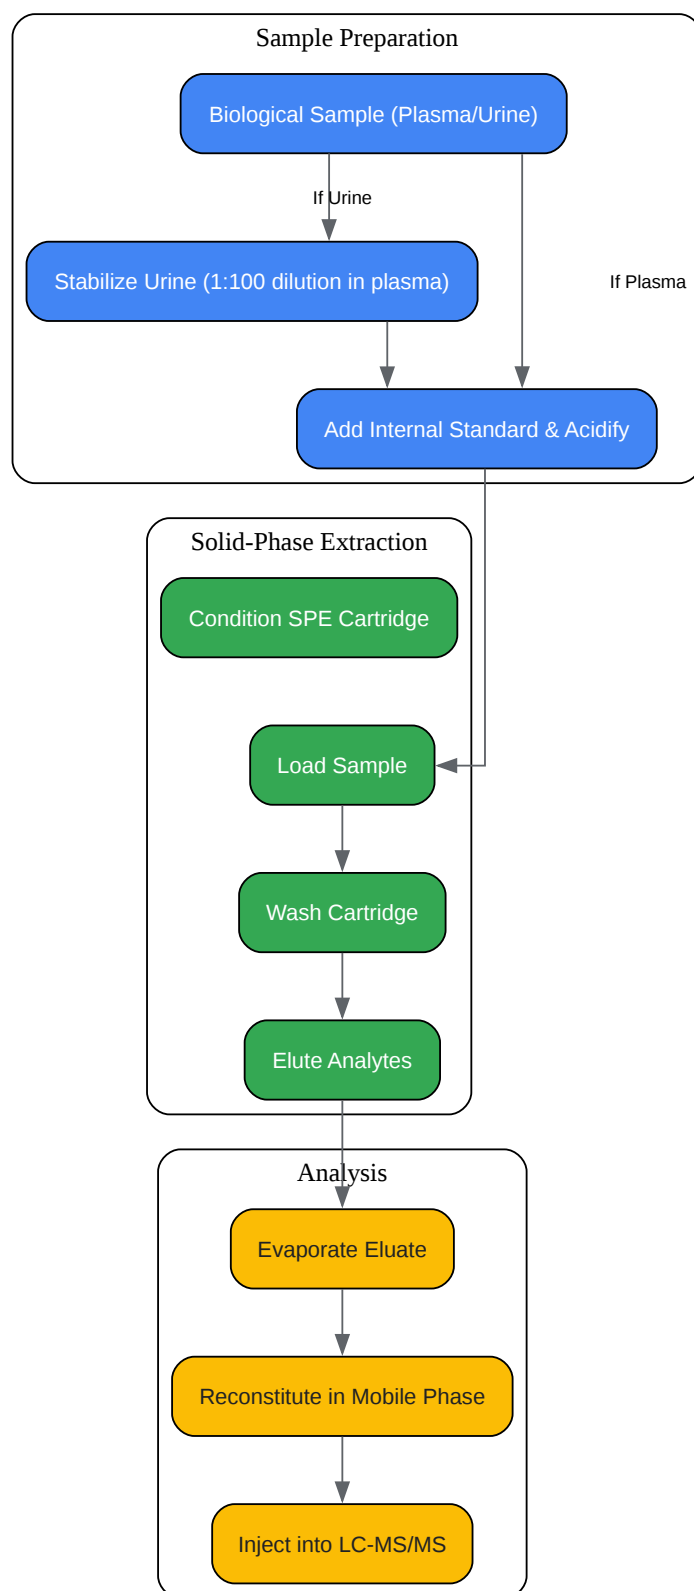 Sample Preparation
Biological Sample (Plasma/Urine)
If Urine
Stabilize Urine (1:100 dilution in plasma)
If Plasma
Add Internal Standard & Acidify
Solid-Phase Extraction
Condition SPE Cartridge
Load Sample
Wash Cartridge
Elute Analytes
Analysis
Evaporate Eluate
Reconstitute in Mobile Phase
Inject into LC-MS/MS